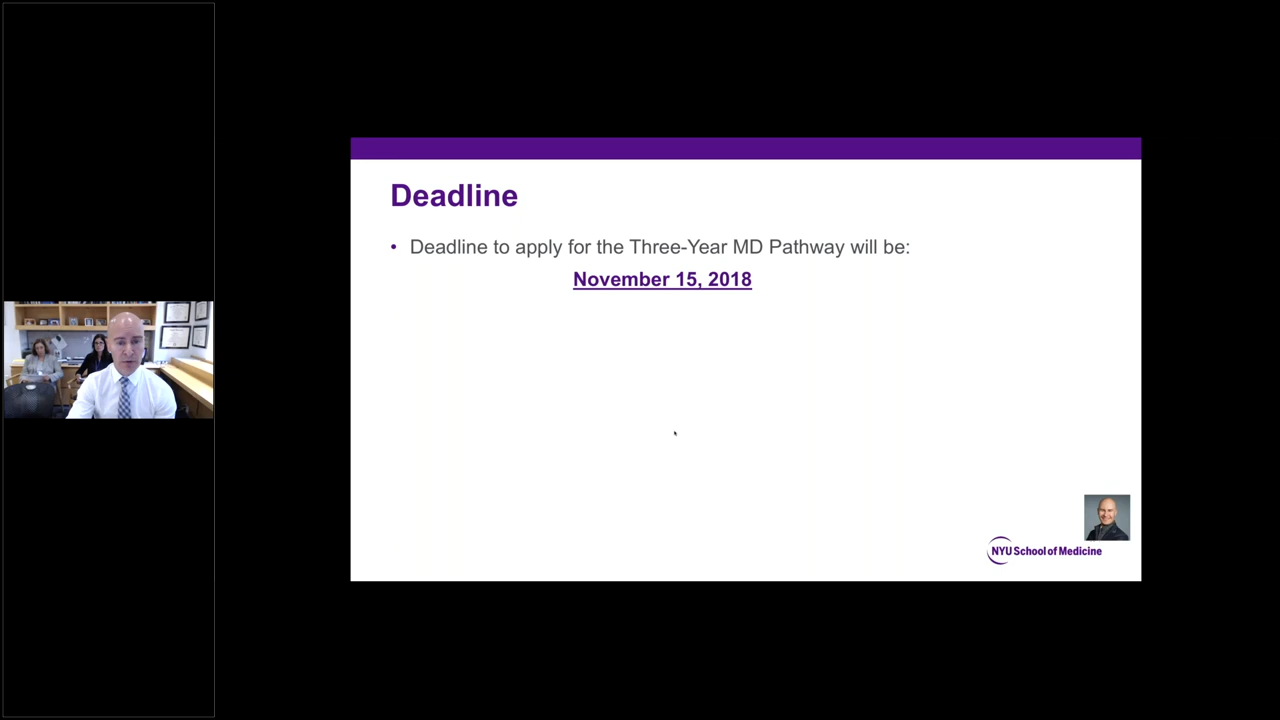 Deadline
• Deadline to apply for the Three-Year MD Pathway will be:
November 15, 2018
NYU School of Medicine